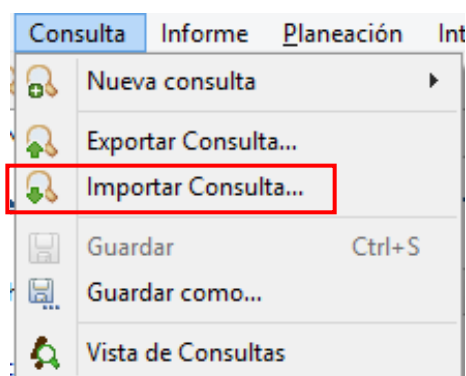 Consulta Informe Planeación Int
Nueva consulta
Exportar Consulta...
Importar Consulta...
Guardar Ctrl+S
Guardar como...
Vista de Consultas